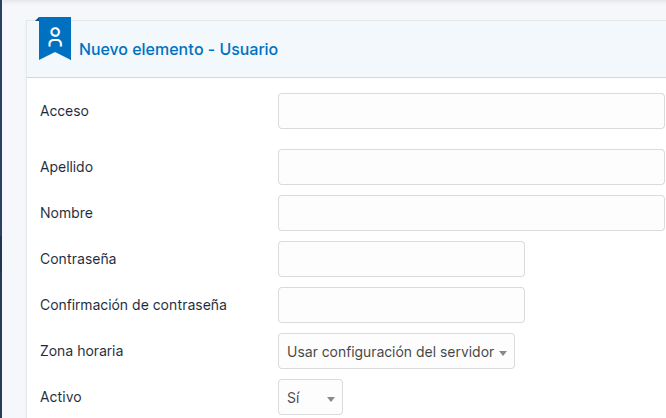 Nuevo elemento - Usuario
Acceso
Apellido
Nombre
Contraseña
Confirmación de contraseña
Zona horaria Usar configuración del servidor
Activo Sí